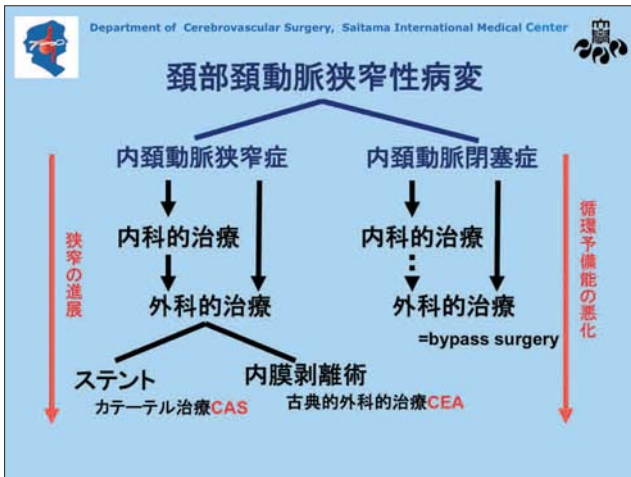 Department of Cerebrovascular Surgery, Saitama International Medical Center
頚部頚動脈狭窄性病変
内頚動脈狭窄症
内頚動脈閉塞症
狭窄の進展
循環予備能の悪化
内科的治療
内科的治療
外科的治療
外科的治療
=bypass surgery
ステント
内膜剥離術
カテーテル治療CAS
古典的外科的治療CEA